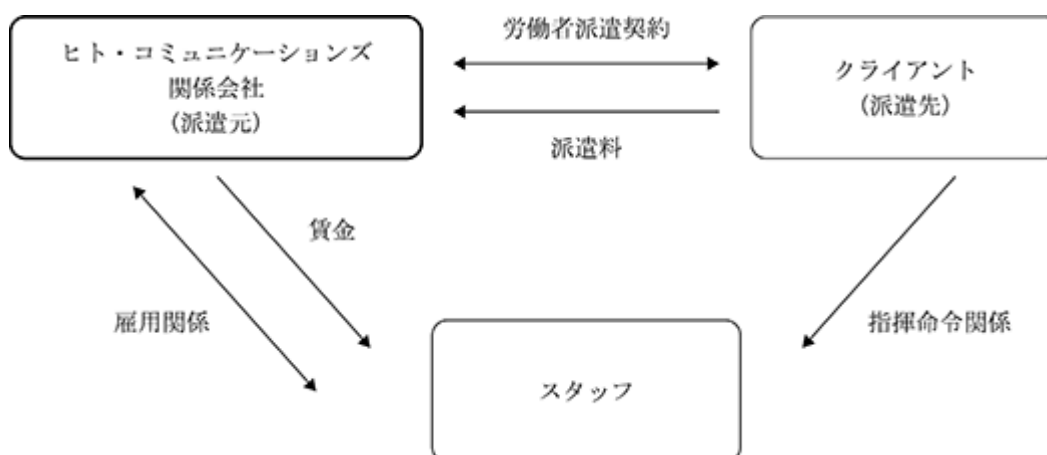 ヒト・コミュニケーションズ
関係会社
(派遣元)
労働者派遣契約
派遣料
クライアント
(派遣先)
賃金
雇用関係
指揮命令関係
スタッフ